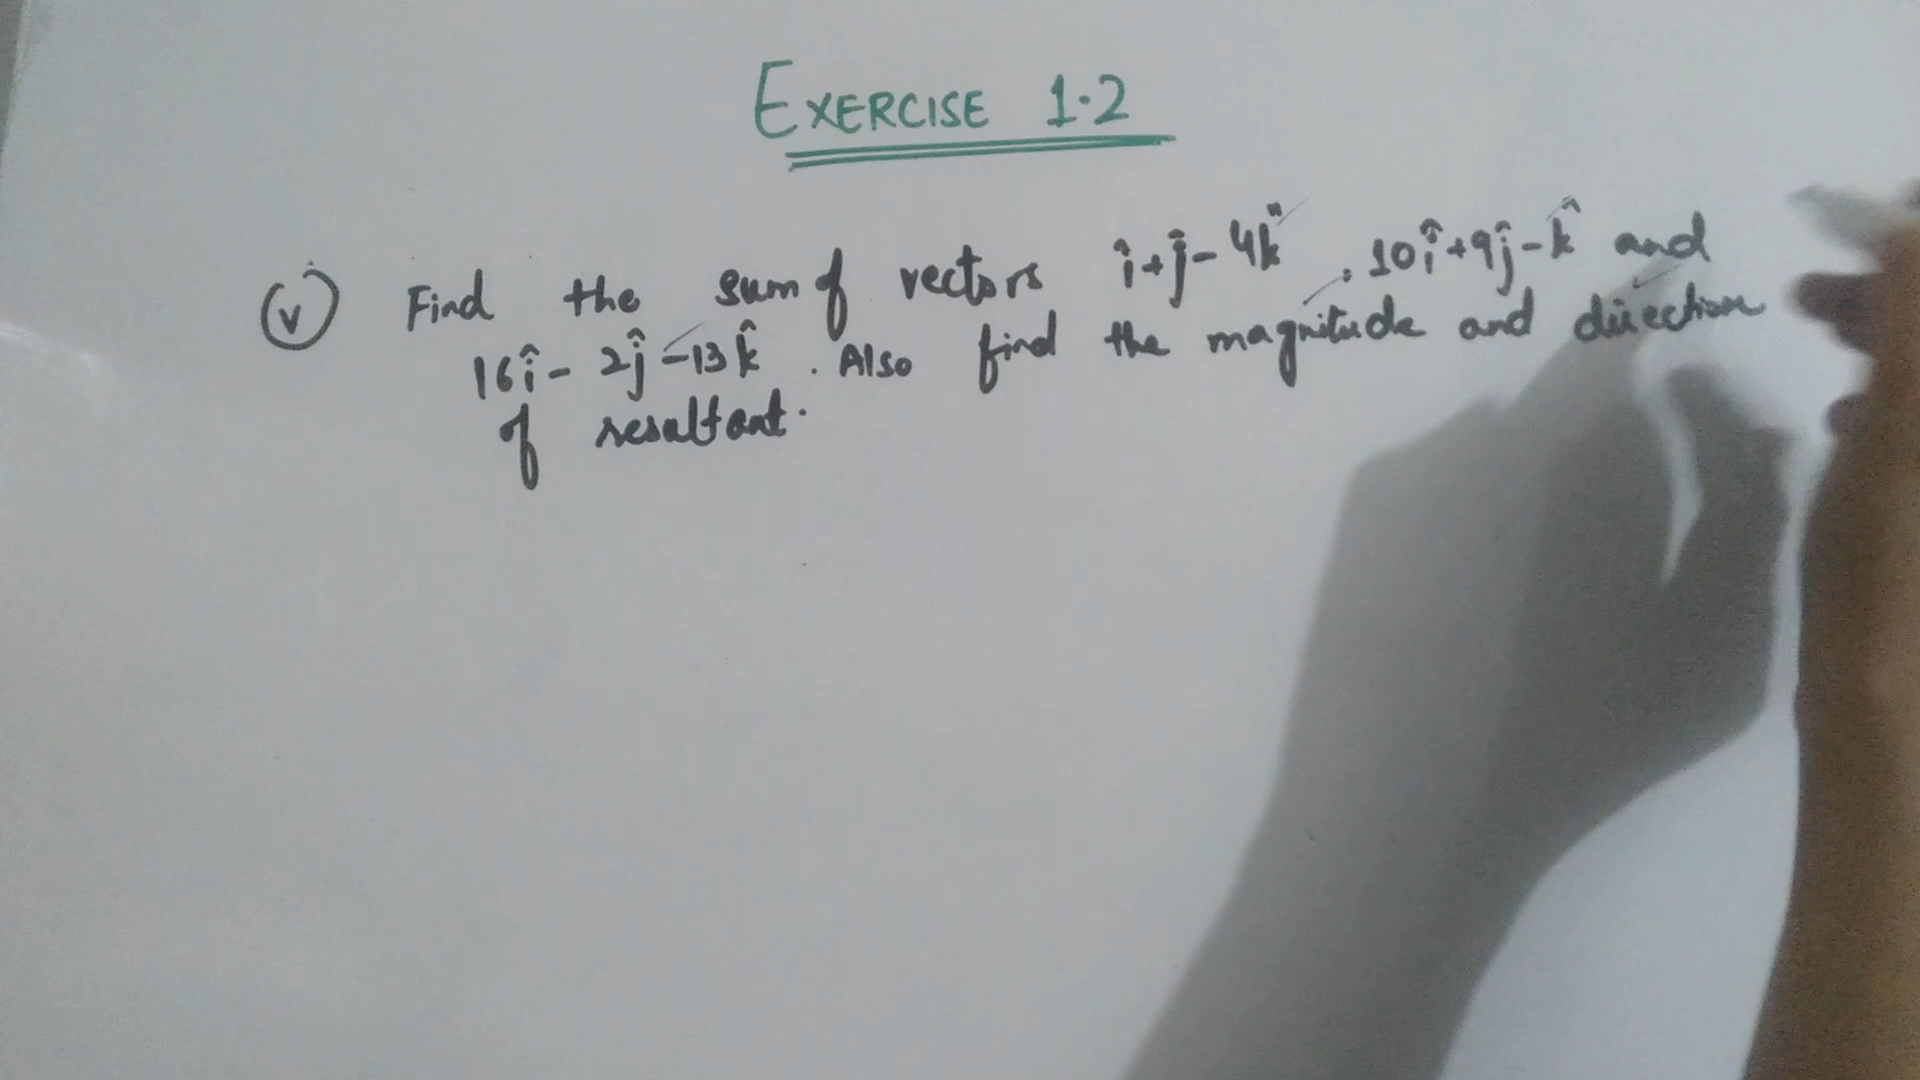 EXERCISE 1.2
(v) Find the sum of vectors î+ĵ-4k̂, 10î+9ĵ-k̂ and
16î- 2ĵ-13k̂. Also find the magnitude and direction
of resultant.